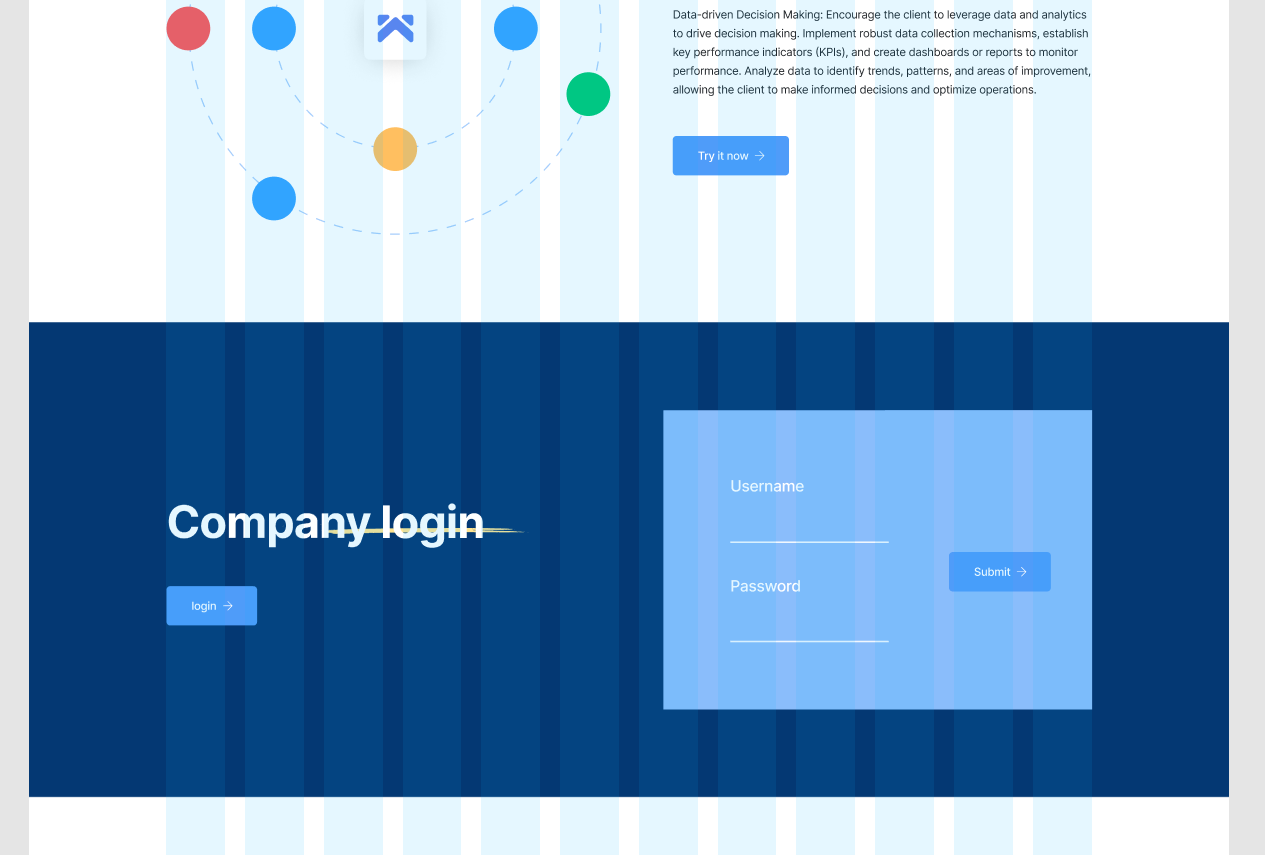 Data-driven Decision Making: Encourage the client to leverage data and analytics
to drive decision making. Implement robust data collection mechanisms, establish
key performance indicators (KPIs), and create dashboards or reports to monitor
performance. Analyze data to identify trends, patterns, and areas of improvement,
allowing the client to make informed decisions and optimize operations.
Try it now →
Company login
login →
Username
Password
Submit →